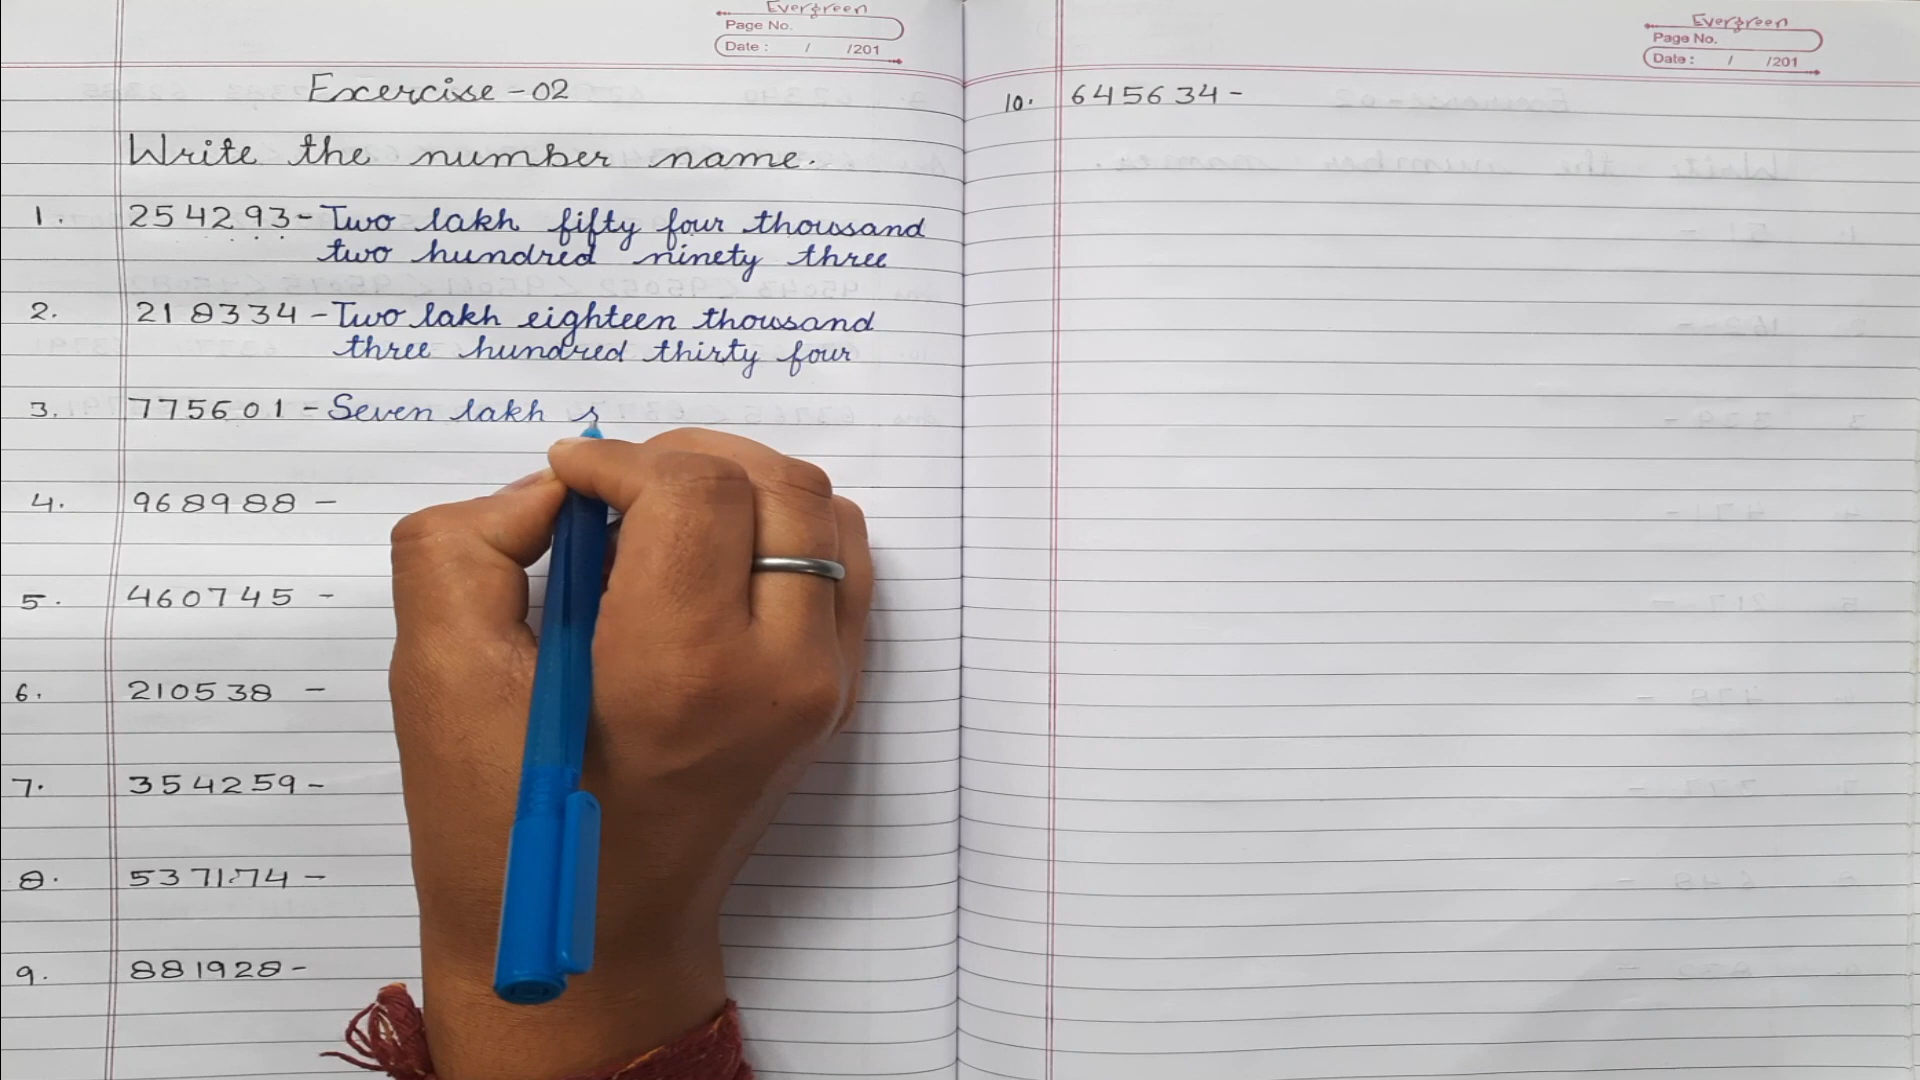 Evergreen
Page No.
Date : / /201
Excercise - 02
Write the number name.
1. 254293 - Two lakh fifty four thousand
two hundred ninety three
2. 218334 - Two lakh eighteen thousand
three hundred thirty four
3. 775601 - Seven lakh s
4. 968988 -
5. 460745 -
6. 210538 -
7. 354259 -
8. 537174 -
9. 881928 -
Evergreen
Page No.
Date : / /201
10. 645634 -